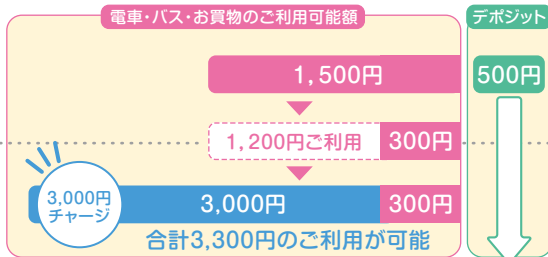 電車・バス・お買物のご利用可能額
デポジット
1,500円
500円
1,200円ご利用
300円
3,000円
チャージ
3,000円
300円
合計3,300円のご利用が可能